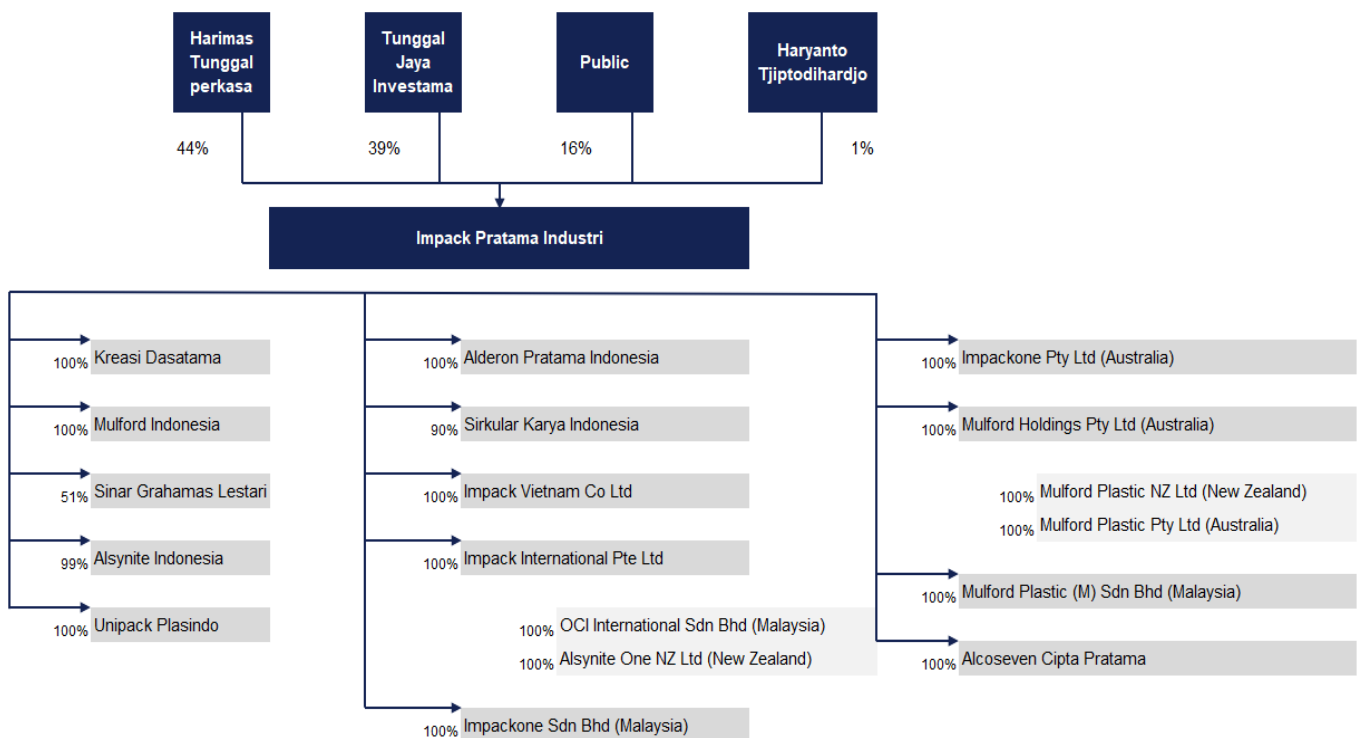 Harimas
Tunggal
perkasa
Tunggal
Jaya
Investama
Public
Haryanto
Tjiptodihardjo
44%
39%
16%
1%
Impack Pratama Industri
100% Kreasi Dasatama
100% Mulford Indonesia
51% Sinar Grahamas Lestari
99% Alsynite Indonesia
100% Unipack Plasindo
100% Alderon Pratama Indonesia
90% Sirkular Karya Indonesia
100% Impack Vietnam Co Ltd
100% Impack International Pte Ltd
100% OCI International Sdn Bhd (Malaysia)
100% Alsynite One NZ Ltd (New Zealand)
100% Impackone Sdn Bhd (Malaysia)
100% Impackone Pty Ltd (Australia)
100% Mulford Holdings Pty Ltd (Australia)
100% Mulford Plastic NZ Ltd (New Zealand)
100% Mulford Plastic Pty Ltd (Australia)
100% Mulford Plastic (M) Sdn Bhd (Malaysia)
100% Alcoseven Cipta Pratama